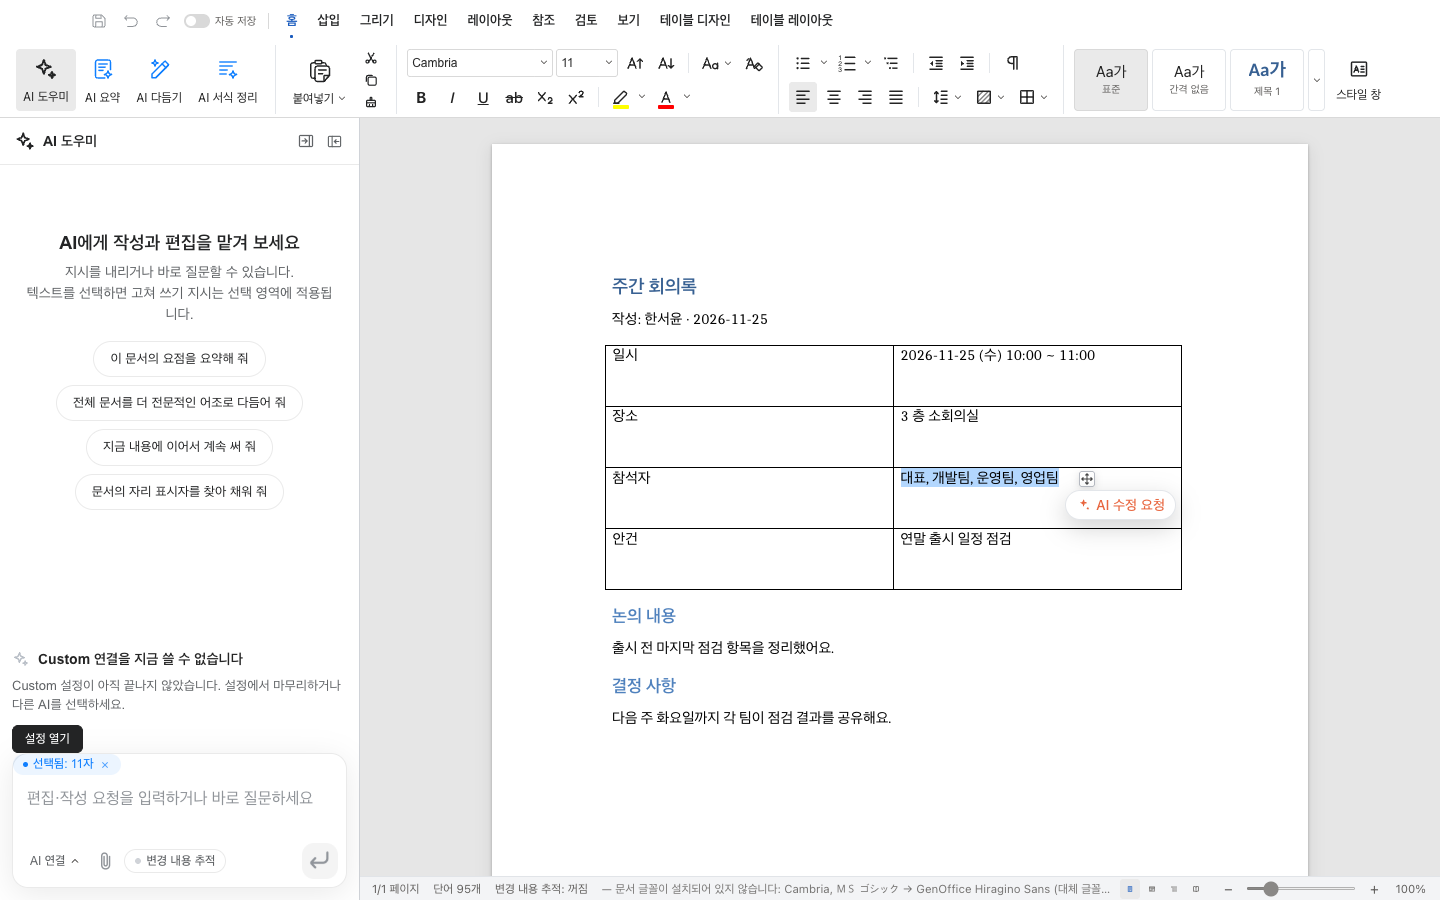 자동 저장
홈 삽입 그리기 디자인 레이아웃 참조 검토 보기 테이블 디자인 테이블 레이아웃
AI 도우미 AI 요약 AI 다듬기 AI 서식 정리
붙여넣기
Cambria 11
Aa가 표준
Aa가 간격 없음
Aa가 제목 1
스타일 창
AI 도우미
AI에게 작성과 편집을 맡겨 보세요
지시를 내리거나 바로 질문할 수 있습니다.
텍스트를 선택하면 고쳐 쓰기 지시는 선택 영역에 적용됩
니다.
이 문서의 요점을 요약해 줘
전체 문서를 더 전문적인 어조로 다듬어 줘
지금 내용에 이어서 계속 써 줘
문서의 자리 표시자를 찾아 채워 줘
Custom 연결을 지금 쓸 수 없습니다
Custom 설정이 아직 끝나지 않았습니다. 설정에서 마무리하거나
다른 AI를 선택하세요.
설정 열기
선택됨: 11자 ×
편집·작성 요청을 입력하거나 바로 질문하세요
AI 연결 변경 내용 추적
주간 회의록
작성: 한서윤 · 2026-11-25
일시 2026-11-25 (수) 10:00 ~ 11:00
장소 3 층 소회의실
참석자 대표, 개발팀, 운영팀, 영업팀
AI 수정 요청
안건 연말 출시 일정 점검
논의 내용
출시 전 마지막 점검 항목을 정리했어요.
결정 사항
다음 주 화요일까지 각 팀이 점검 결과를 공유해요.
1/1 페이지 단어 95개 변경 내용 추적: 꺼짐 — 문서 글꼴이 설치되어 있지 않습니다: Cambria, ＭＳ ゴシック → GenOffice Hiragino Sans (대체 글꼴... 100%